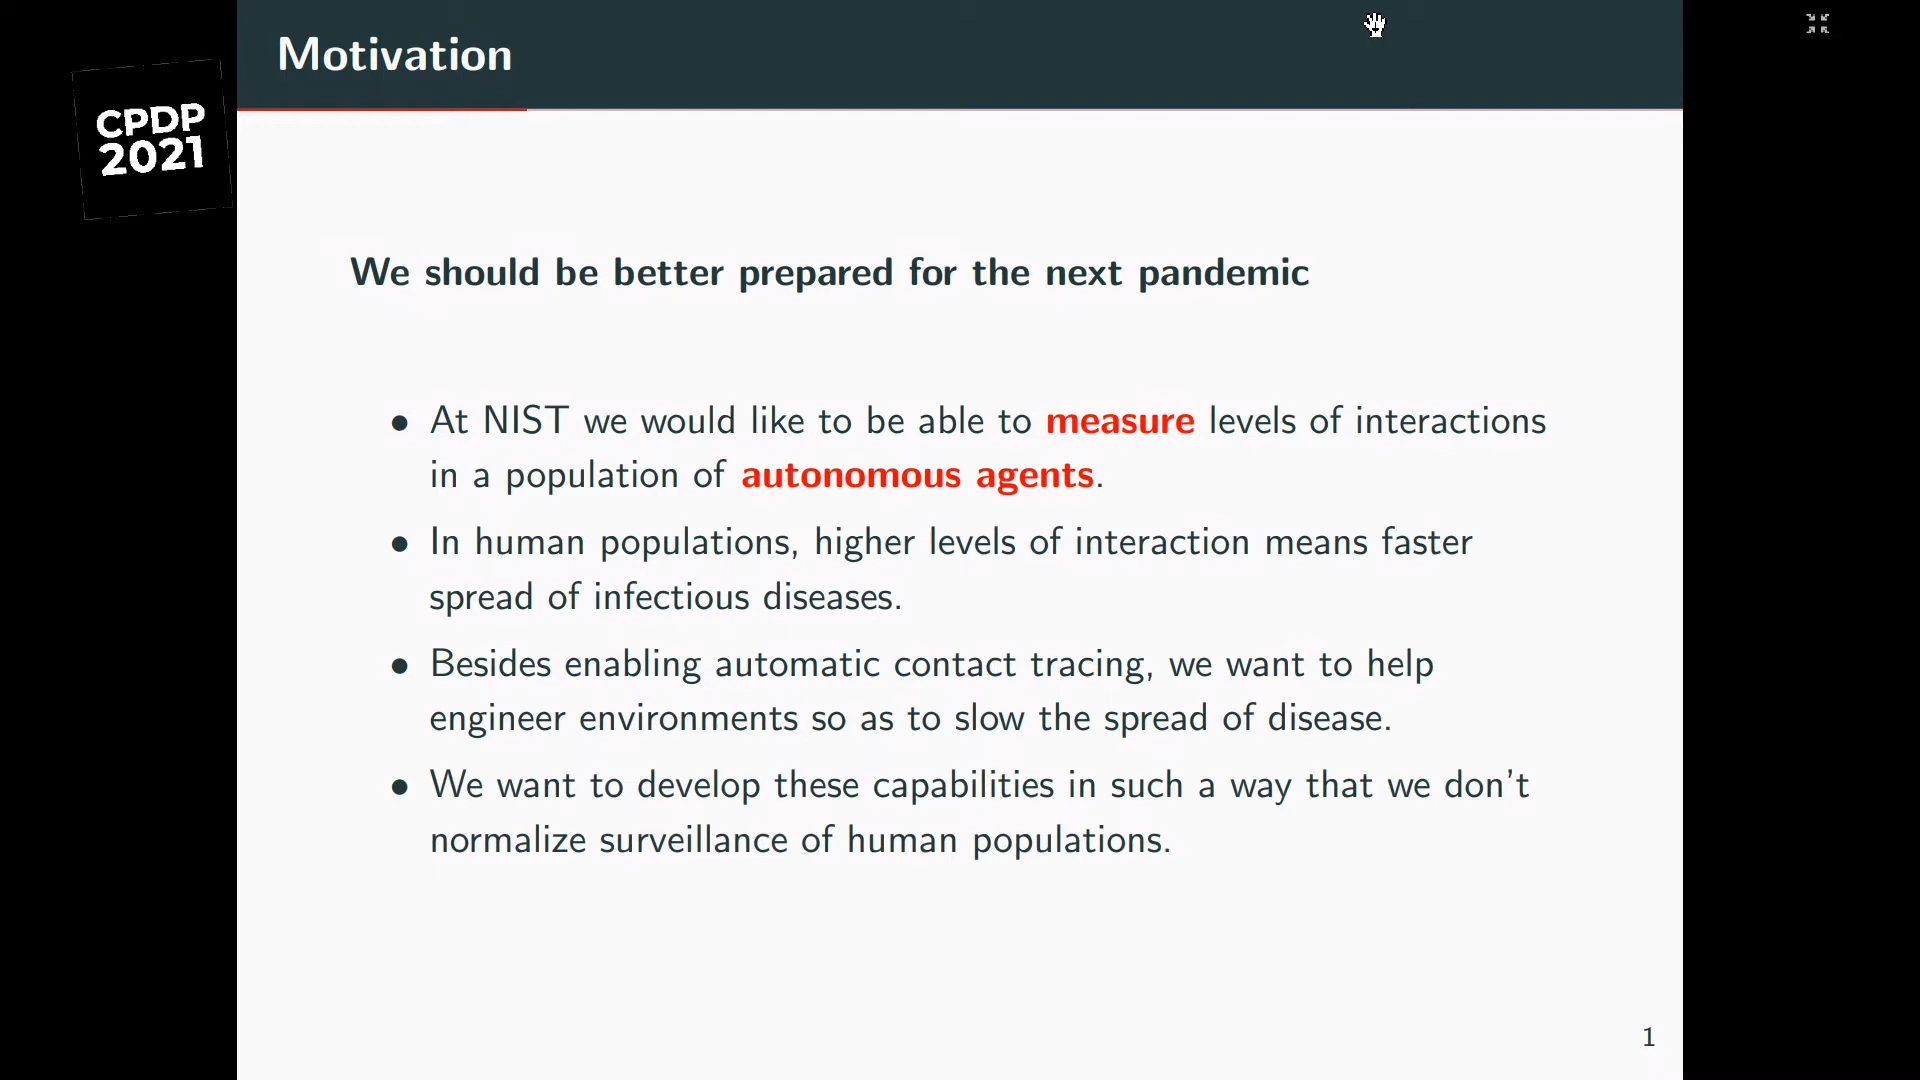 Motivation
CPDP
2021
We should be better prepared for the next pandemic
• At NIST we would like to be able to measure levels of interactions
in a population of autonomous agents.
• In human populations, higher levels of interaction means faster
spread of infectious diseases.
• Besides enabling automatic contact tracing, we want to help
engineer environments so as to slow the spread of disease.
• We want to develop these capabilities in such a way that we don't
normalize surveillance of human populations.
1